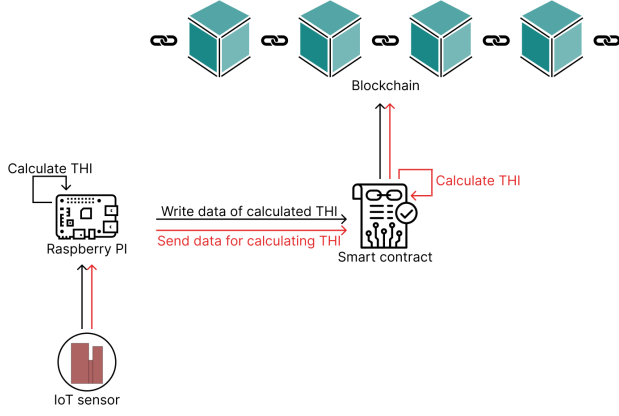 Blockchain
Calculate THI
Calculate THI
Write data of calculated THI
Send data for calculating THI
Raspberry PI
Smart contract
IoT sensor